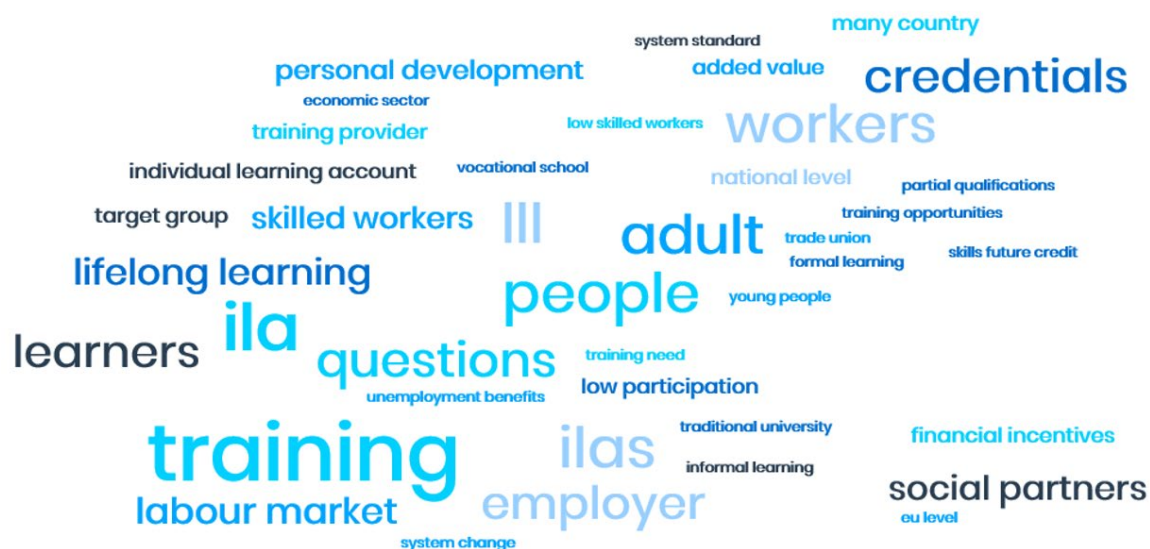 many country
system standard
added value
personal development
credentials
economic sector
workers
low skilled workers
training provider
individual learning account
vocational school
national level
partial qualifications
target group
skilled workers
lll
adult
training opportunities
trade union
skills future credit
formal learning
lifelong learning
people
young people
ila
learners
questions
training need
low participation
unemployment benefits
training
ilas
traditional university
financial incentives
informal learning
social partners
labour market
employer
eu level
system change